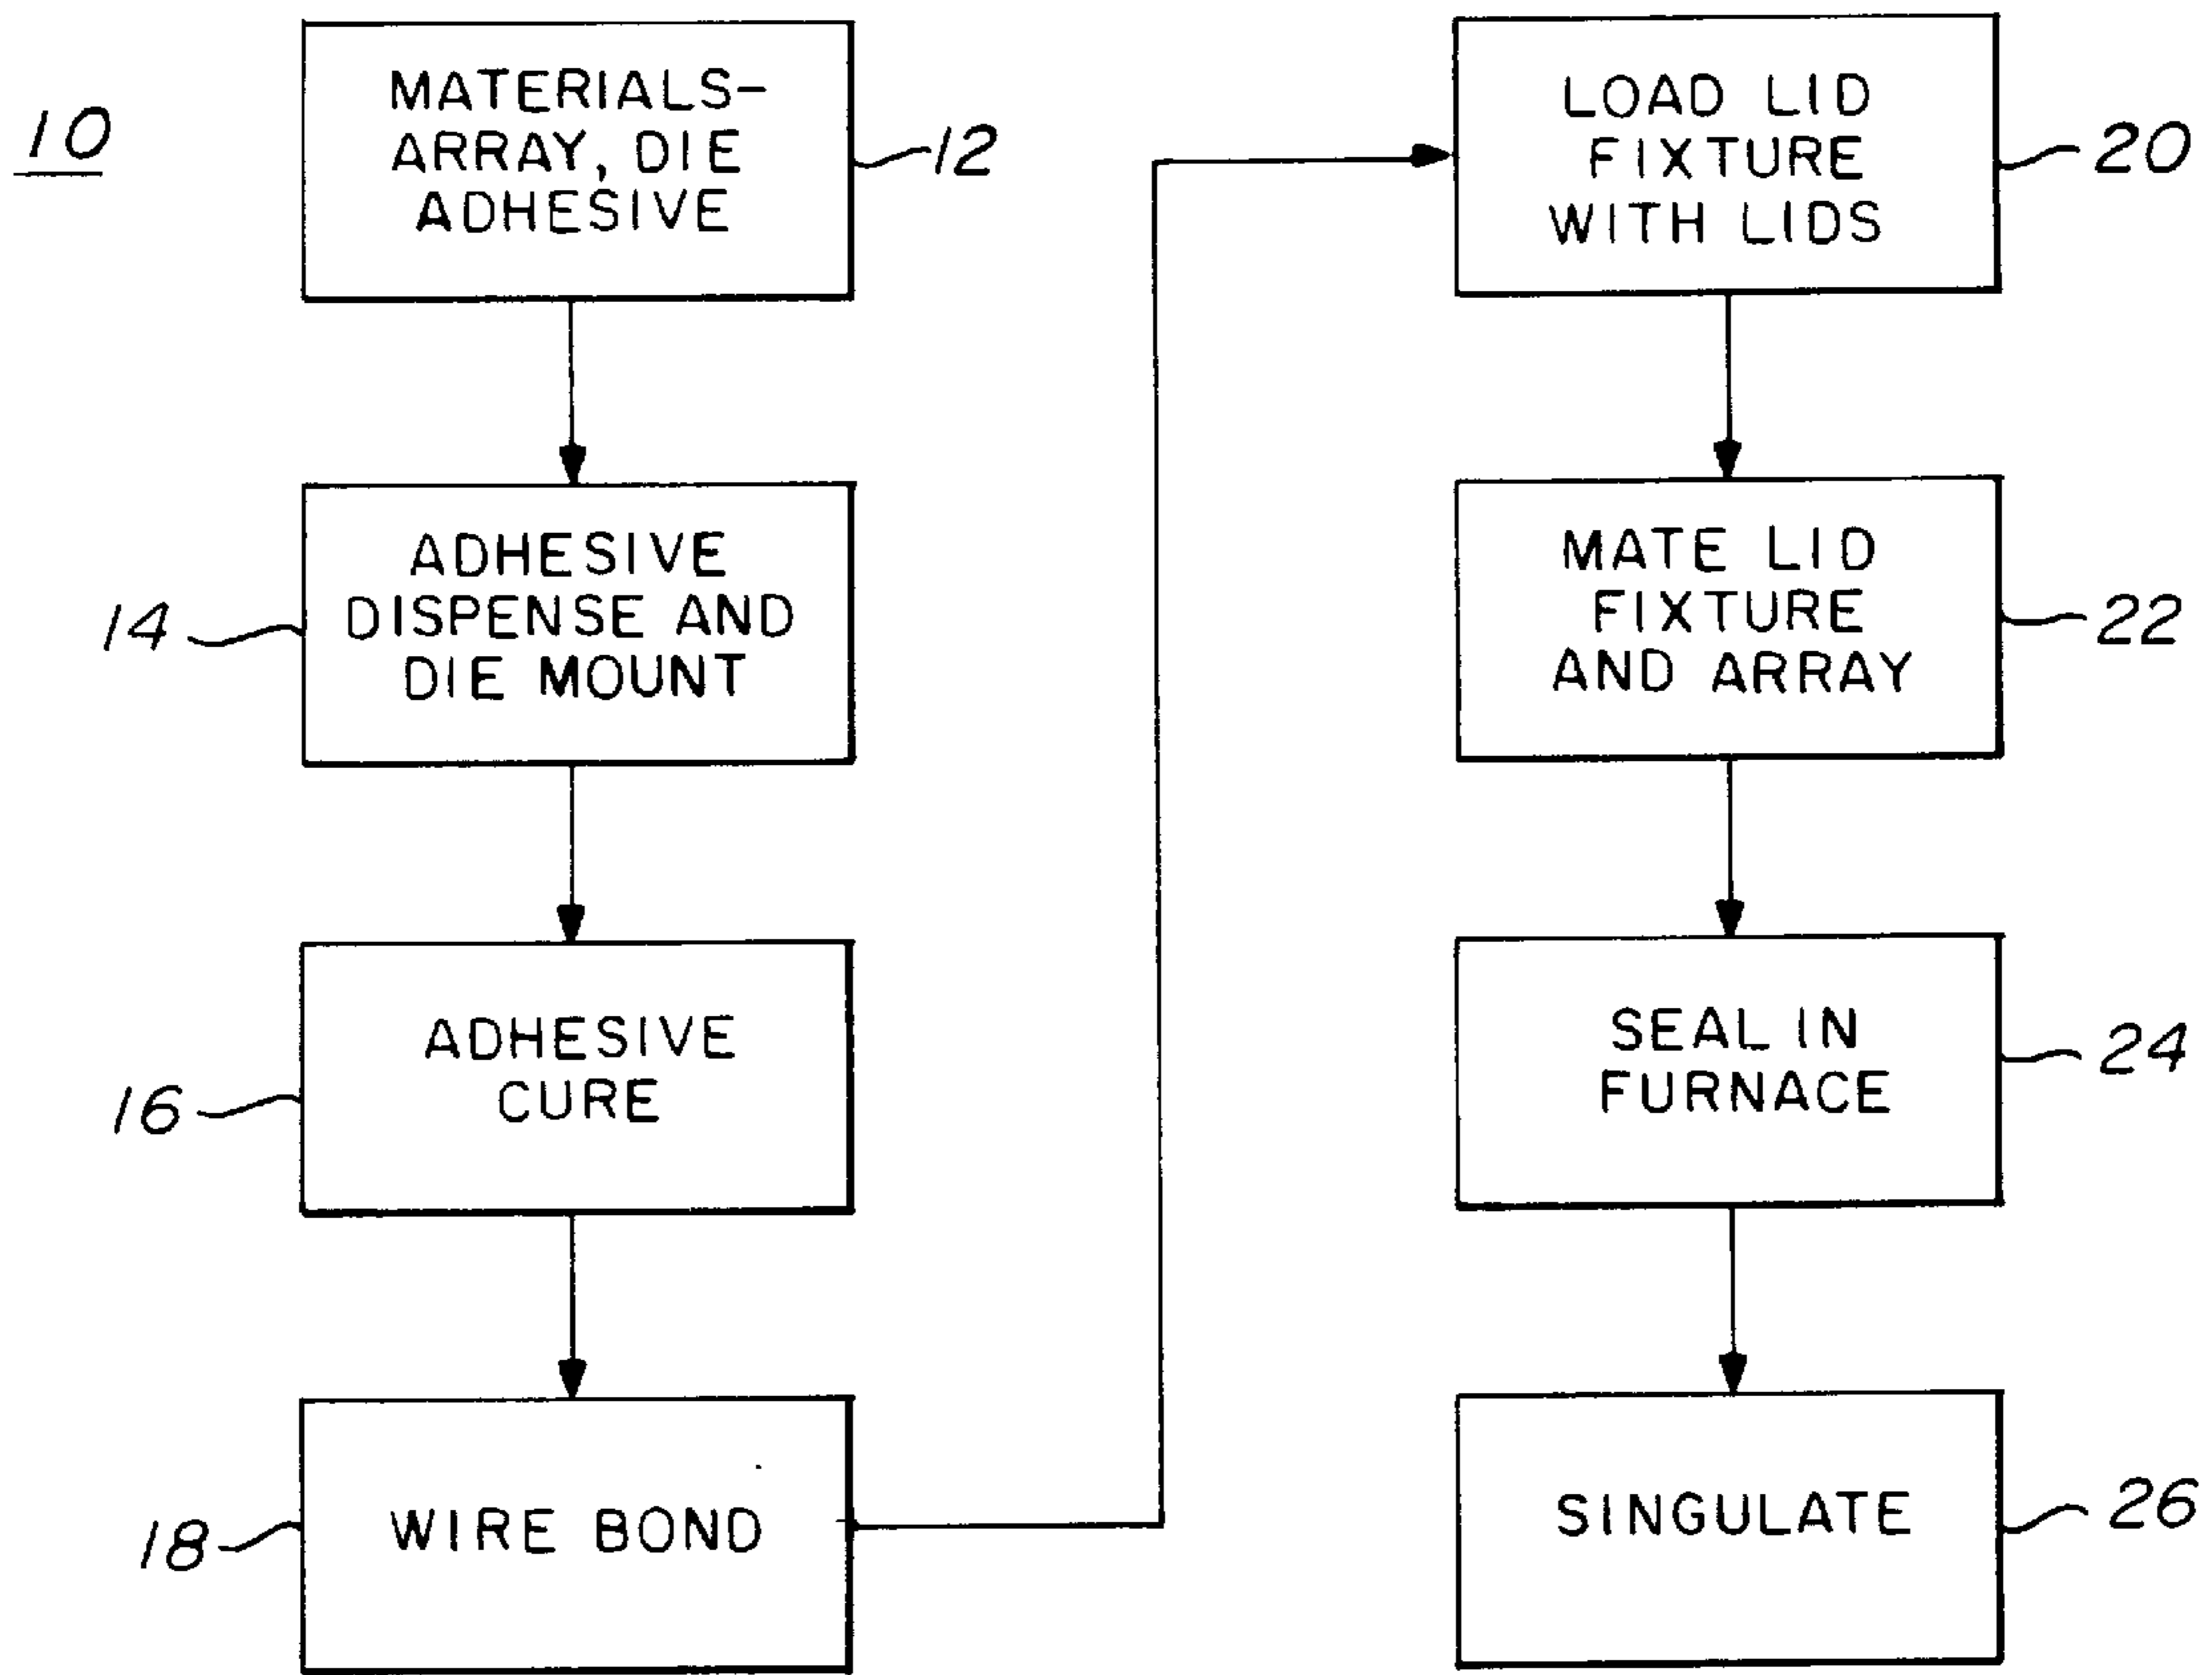 10
MATERIALS-
ARRAY, DIE
ADHESIVE
12
14
ADHESIVE
DISPENSE AND
DIE MOUNT
16
ADHESIVE
CURE
18
WIRE BOND
LOAD LID
FIXTURE
WITH LIDS
20
MATE LID
FIXTURE
AND ARRAY
22
SEAL IN
FURNACE
24
SINGULATE
26